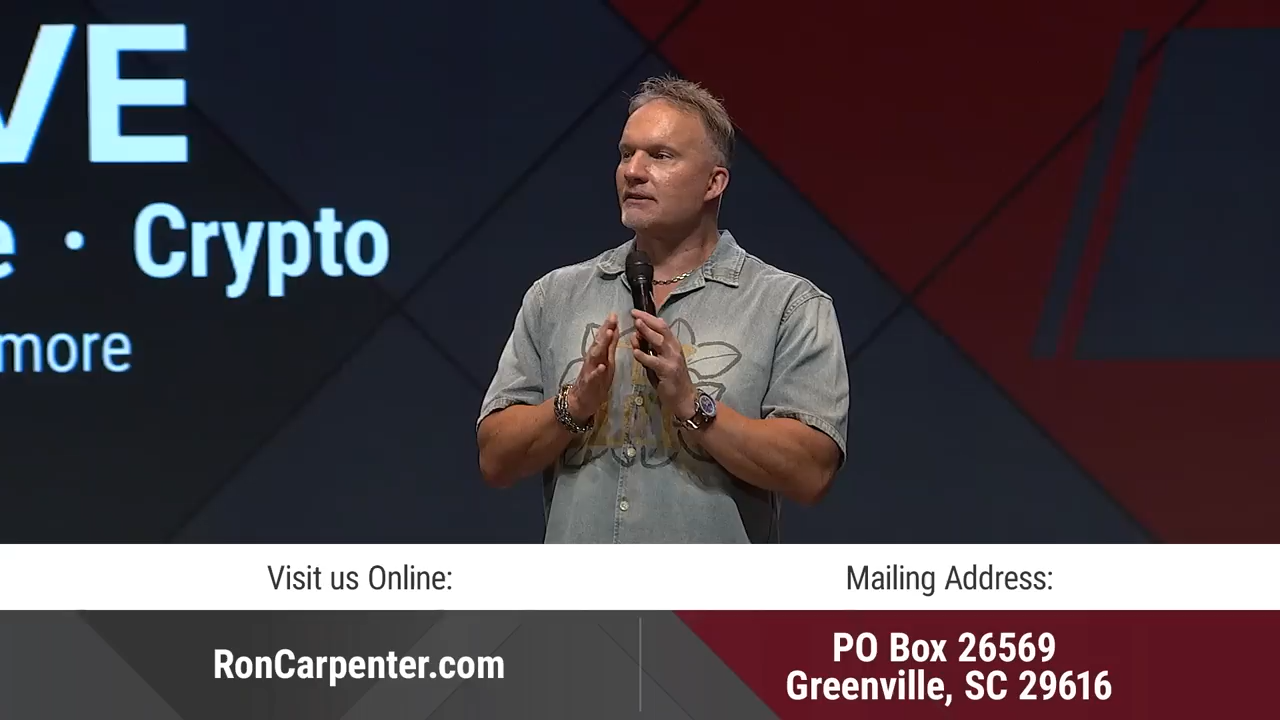 VE
e · Crypto
more
Visit us Online:
Mailing Address:
RonCarpenter.com
PO Box 26569
Greenville, SC 29616